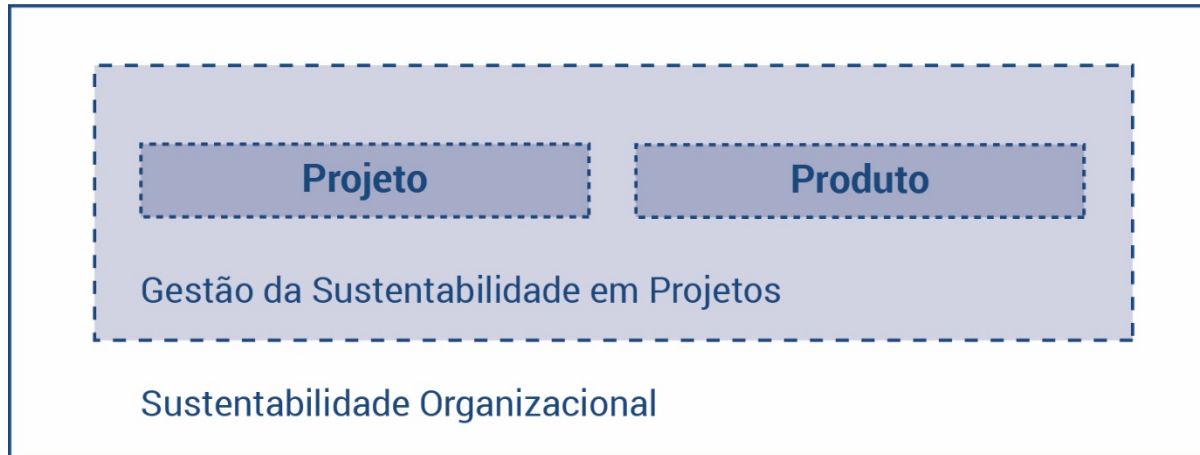 Projeto
Produto
Gestão da Sustentabilidade em Projetos
Sustentabilidade Organizacional